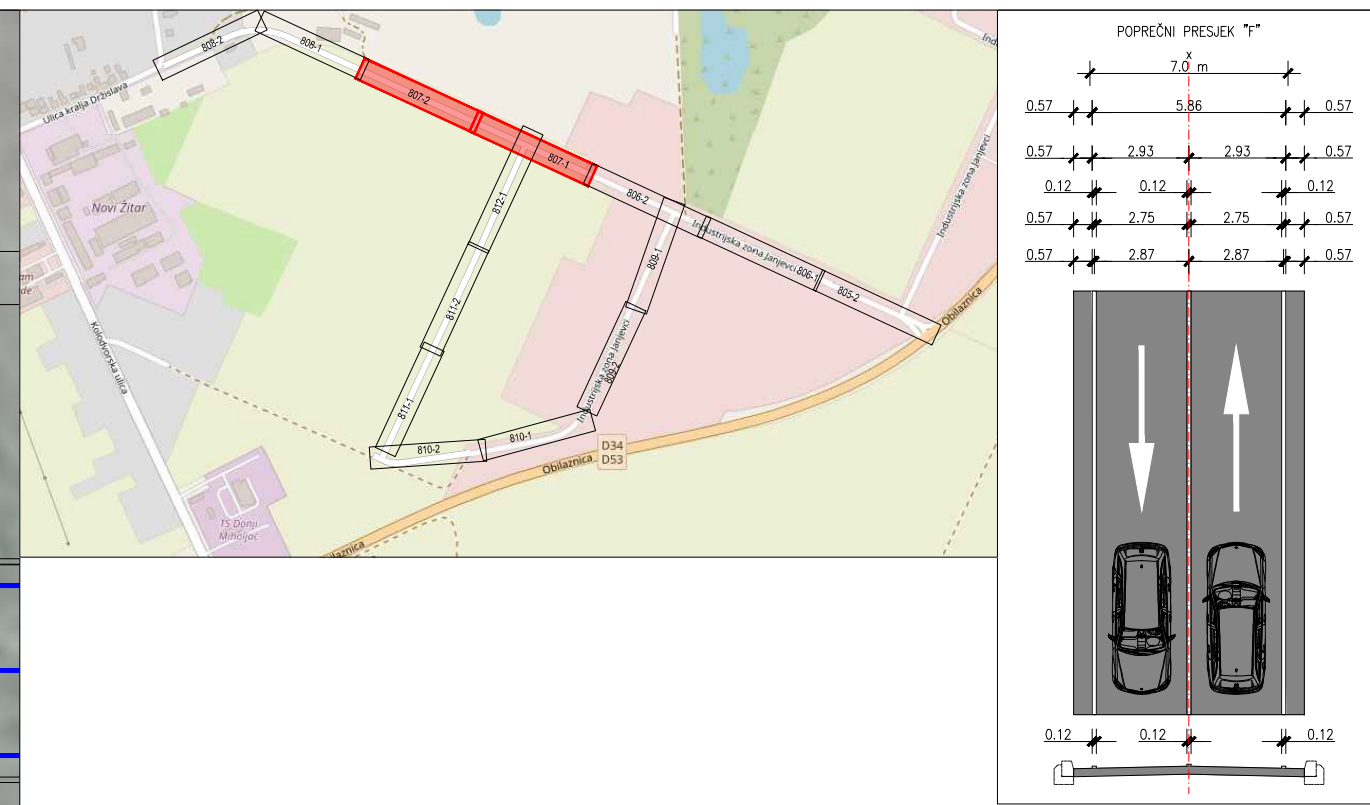 808-2
808-1
807-2
807-1
806-2
806-1
805-2
812-1
811-2
811-1
810-2
810-1
809-1
809-2
Ulica kralja Držislava
Novi Žitar
Kolodvorska ulica
TS Donji
Miholjac
Industrijska zona Janjevci
Industrijska zona Janjevci
Industrijska zona Janjevci
Obilaznica
Obilaznica
D34
D53
POPREČNI PRESJEK "F"
x
7.0 m
0.57 5.86 0.57
0.57 2.93 2.93 0.57
0.12 0.12 0.12
0.57 2.75 2.75 0.57
0.57 2.87 2.87 0.57
0.12 0.12 0.12